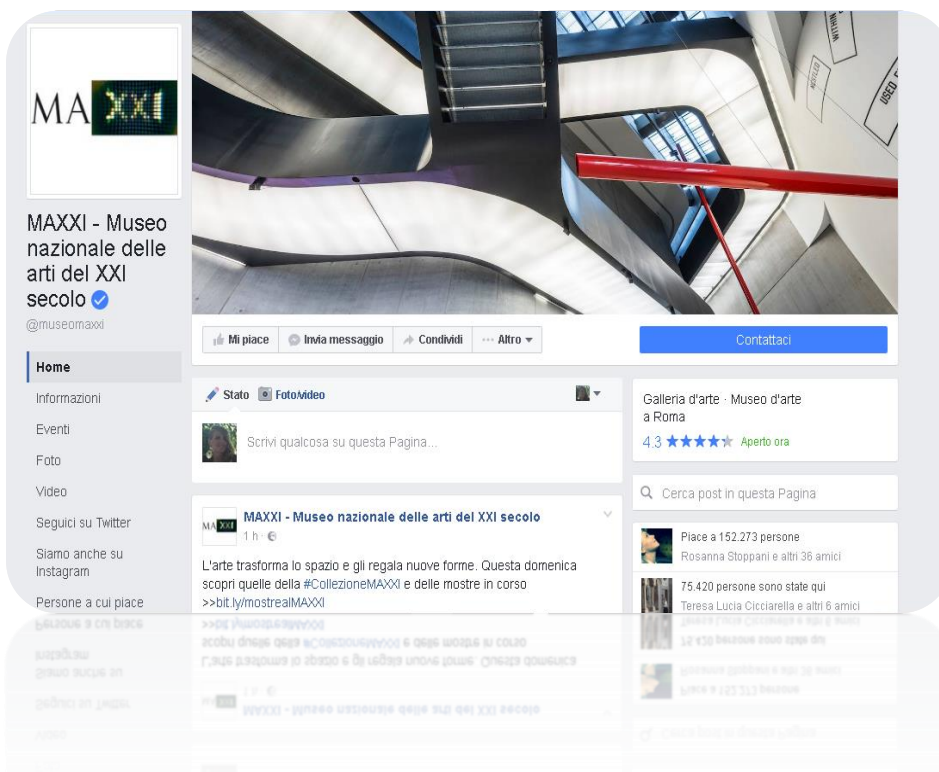 MAXXI
MAXXI - Museo
nazionale delle
arti del XXI
secolo
@museomaxxi
Home
Informazioni
Eventi
Foto
Video
Seguici su Twitter
Siamo anche su
Instagram
Persone a cui piace
WITHIN
NESTLED
USED
Mi piace
Invia messaggio
Condividi
Altro
Contattaci
Stato
Foto/video
Scrivi qualcosa su questa Pagina...
MAXXI
MAXXI - Museo nazionale delle arti del XXI secolo
1 h
L'arte trasforma lo spazio e gli regala nuove forme. Questa domenica
scopri quelle della #CollezioneMAXXI e delle mostre in corso
>>bit.ly/mostrealMAXXI
Galleria d'arte · Museo d'arte
a Roma
4.3 Aperto ora
Cerca post in questa Pagina
Piace a 152.273 persone
Rosanna Stoppani e altri 36 amici
75.420 persone sono state qui
Teresa Lucia Cicciarella e altri 6 amici